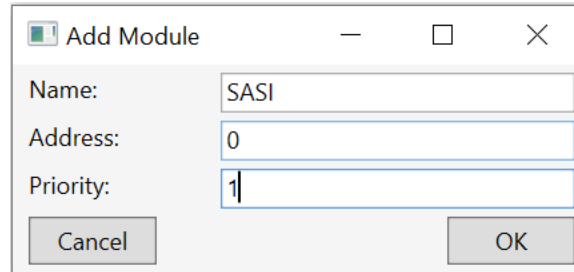 Add Module
Name: SASI
Address: 0
Priority: 1
Cancel OK